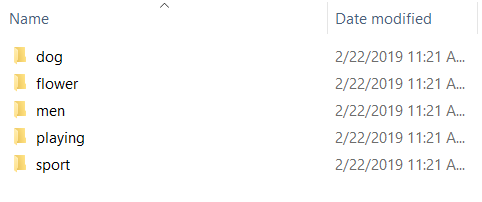 Name Date modified
dog 2/22/2019 11:21 A...
flower 2/22/2019 11:21 A...
men 2/22/2019 11:21 A...
playing 2/22/2019 11:21 A...
sport 2/22/2019 11:21 A...